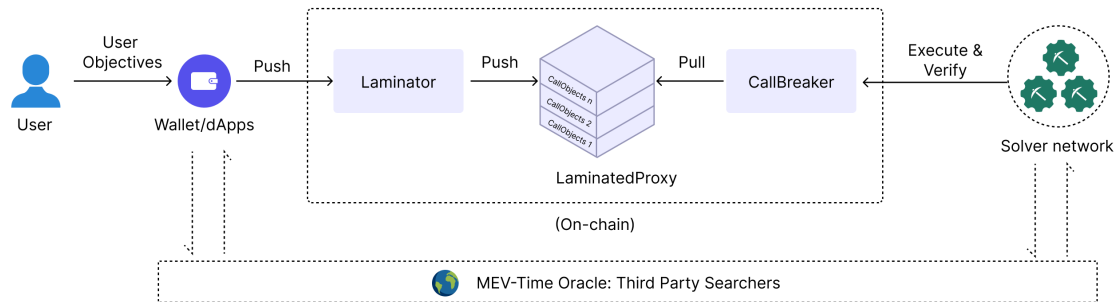 User
Objectives
User
Push
Wallet/dApps
Laminator
Push
CallObjects n
CallObjects 2
CallObjects 1
LaminatedProxy
Pull
CallBreaker
Execute &
Verify
Solver network
(On-chain)
MEV-Time Oracle: Third Party Searchers